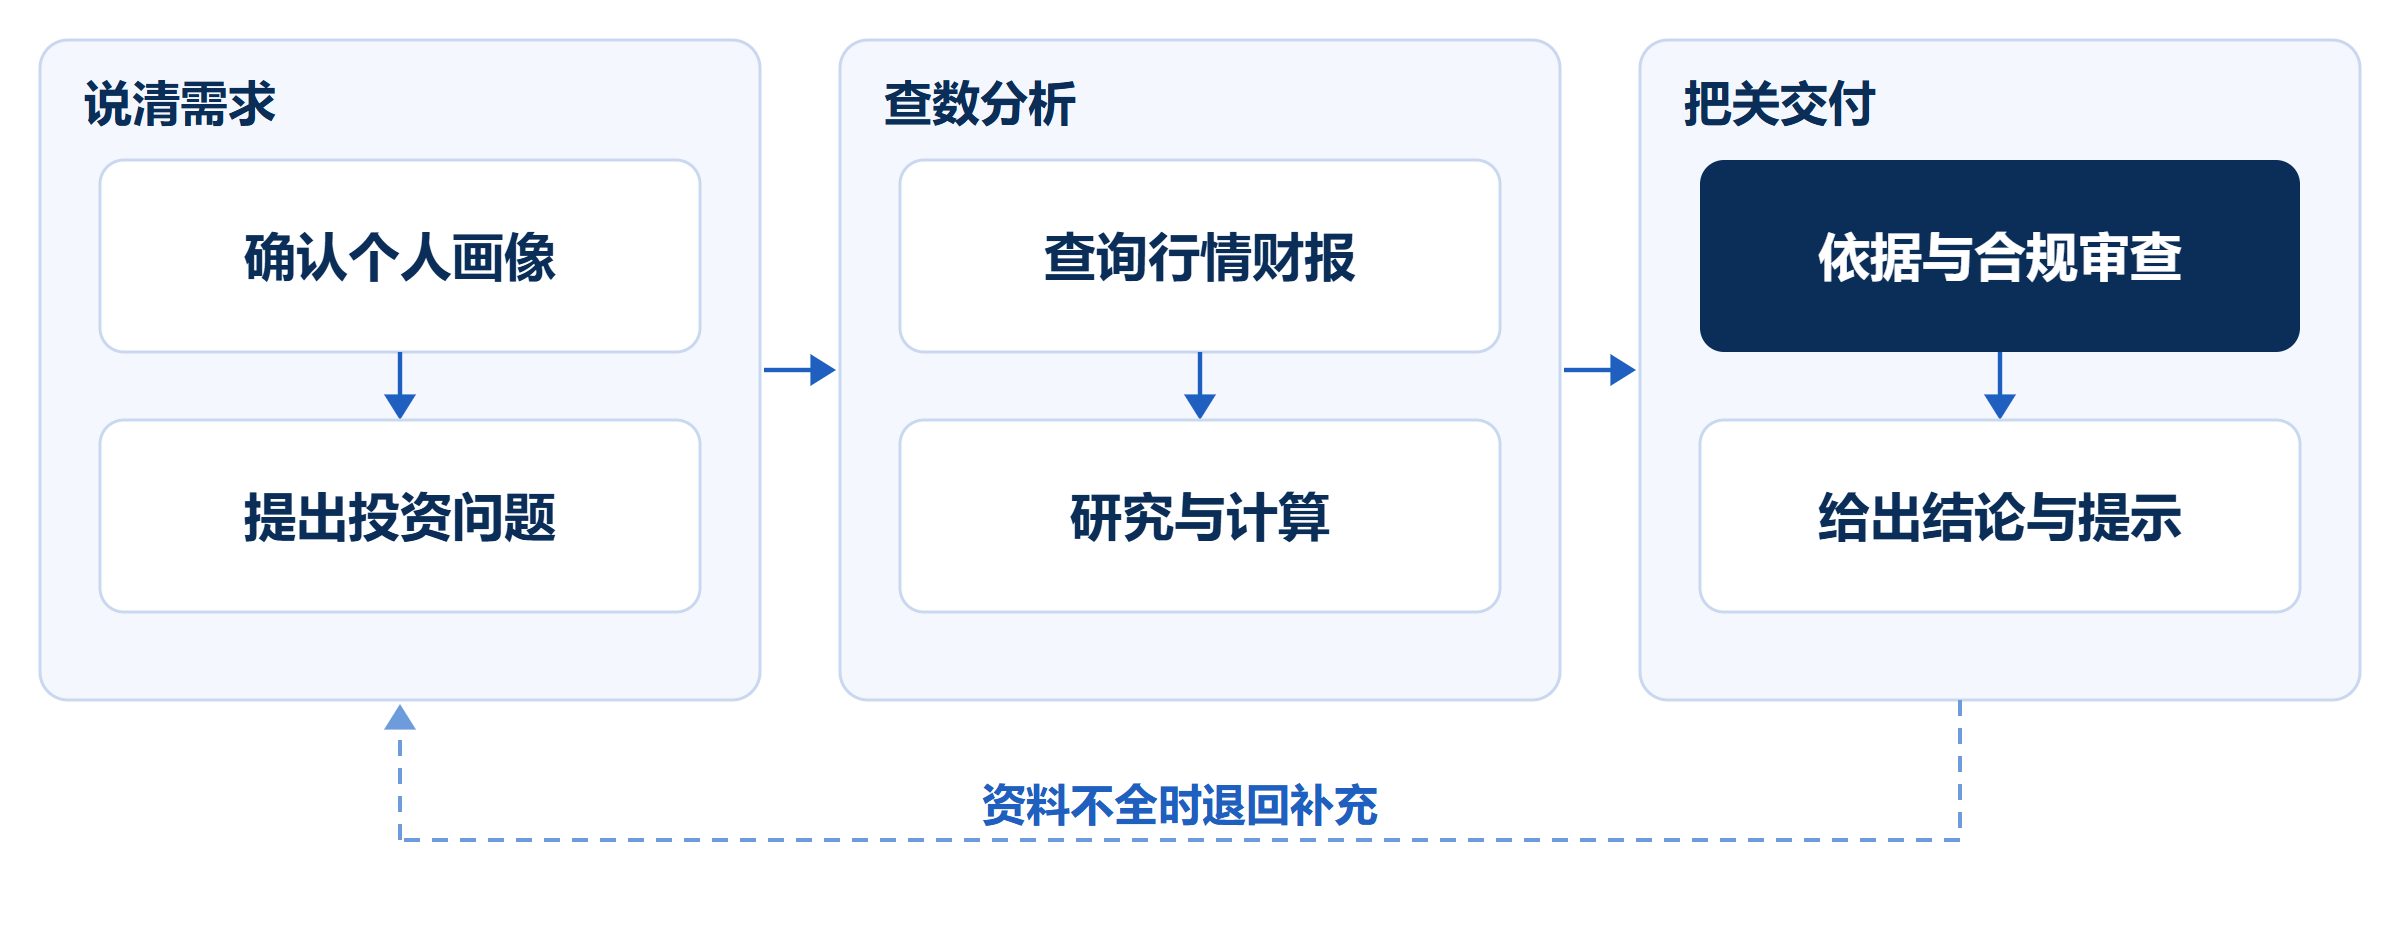 说清需求
确认个人画像
提出投资问题
查数分析
查询行情财报
研究与计算
把关交付
依据与合规审查
给出结论与提示
资料不全时退回补充